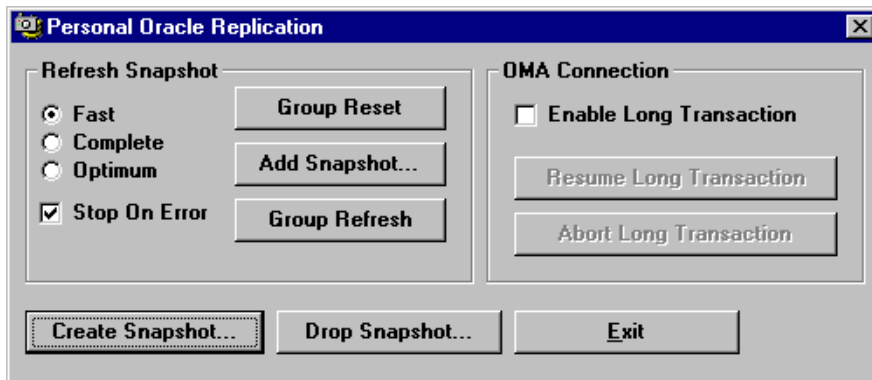 Personal Oracle Replication
Refresh Snapshot
Fast
Complete
Optimum
Stop On Error
Group Reset
Add Snapshot...
Group Refresh
OMA Connection
Enable Long Transaction
Resume Long Transaction
Abort Long Transaction
Create Snapshot...
Drop Snapshot...
Exit